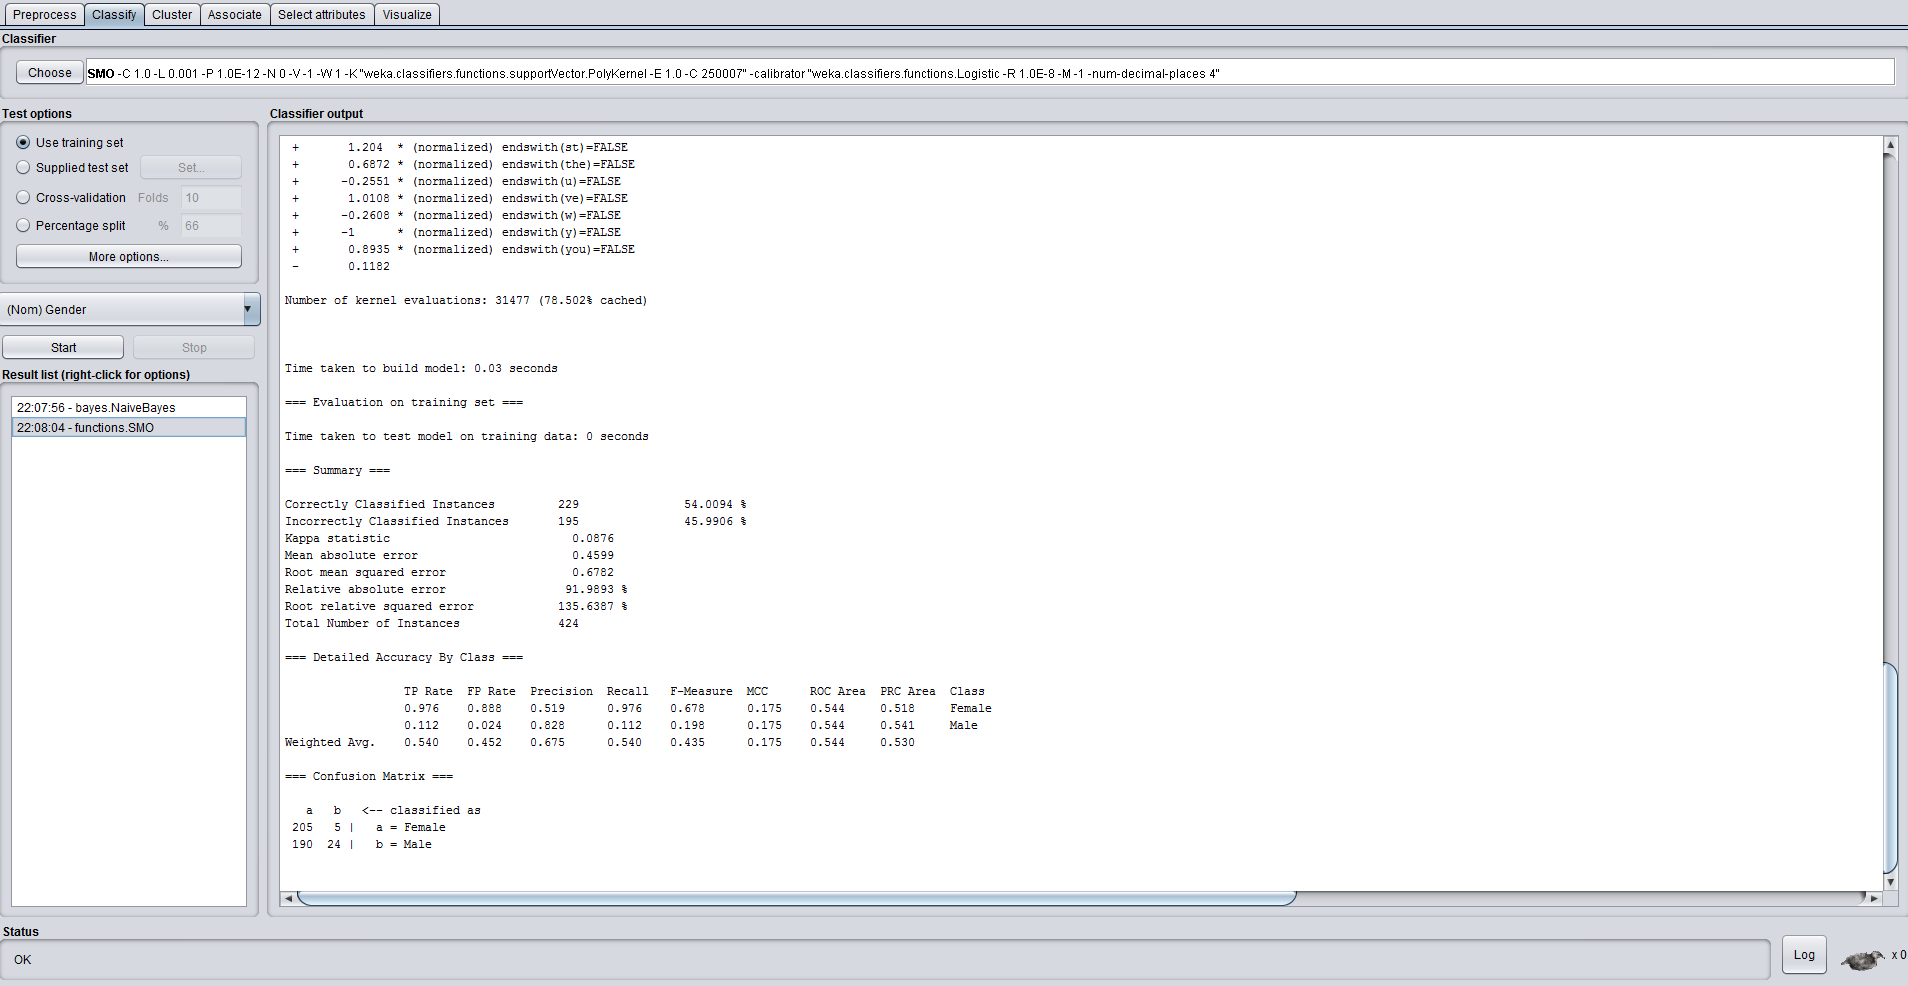 Preprocess Classify Cluster Associate Select attributes Visualize
Classifier
Choose SMO -C 1.0 -L 0.001 -P 1.0E-12 -N 0 -V -1 -W 1 -K "weka.classifiers.functions.supportVector.PolyKernel -E 1.0 -C 250007" -calibrator "weka.classifiers.functions.Logistic -R 1.0E-8 -M -1 -num-decimal-places 4"
Test options
Use training set
Supplied test set Set...
Cross-validation Folds 10
Percentage split % 66
More options...
(Nom) Gender
Start Stop
Result list (right-click for options)
22:07:56 - bayes.NaiveBayes
22:08:04 - functions.SMO
Classifier output
+ 1.204 * (normalized) endswith(st)=FALSE
+ 0.6872 * (normalized) endswith(the)=FALSE
+ -0.2551 * (normalized) endswith(u)=FALSE
+ 1.0108 * (normalized) endswith(ve)=FALSE
+ -0.2608 * (normalized) endswith(w)=FALSE
+ -1 * (normalized) endswith(y)=FALSE
+ 0.8935 * (normalized) endswith(you)=FALSE
- 0.1182
Number of kernel evaluations: 31477 (78.502% cached)
Time taken to build model: 0.03 seconds
=== Evaluation on training set ===
Time taken to test model on training data: 0 seconds
=== Summary ===
Correctly Classified Instances 229 54.0094 %
Incorrectly Classified Instances 195 45.9906 %
Kappa statistic 0.0876
Mean absolute error 0.4599
Root mean squared error 0.6782
Relative absolute error 91.9893 %
Root relative squared error 135.6387 %
Total Number of Instances 424
=== Detailed Accuracy By Class ===
TP Rate FP Rate Precision Recall F-Measure MCC ROC Area PRC Area Class
0.976 0.888 0.519 0.976 0.678 0.175 0.544 0.518 Female
0.112 0.024 0.828 0.112 0.198 0.175 0.544 0.541 Male
Weighted Avg. 0.540 0.452 0.675 0.540 0.435 0.175 0.544 0.530
=== Confusion Matrix ===
a b <-- classified as
205 5 | a = Female
190 24 | b = Male
Status
OK
Log
x 0